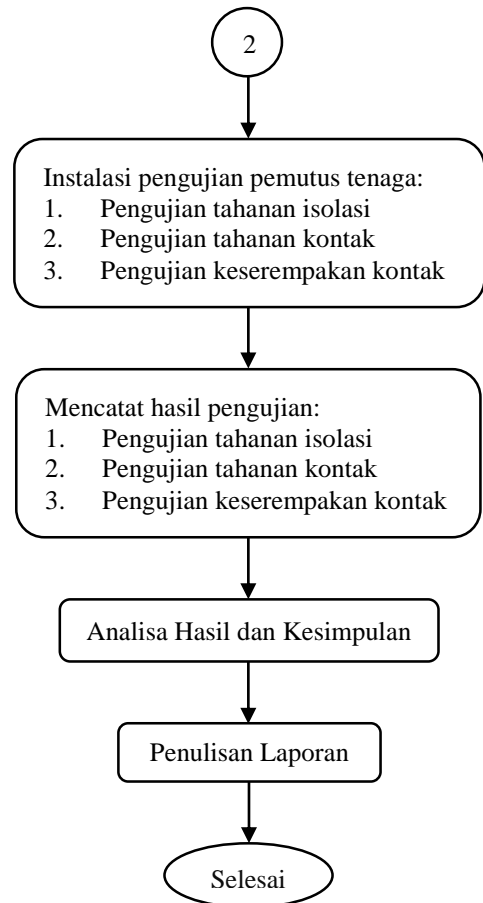 2
Instalasi pengujian pemutus tenaga:
1. Pengujian tahanan isolasi
2. Pengujian tahanan kontak
3. Pengujian keserempakan kontak
Mencatat hasil pengujian:
1. Pengujian tahanan isolasi
2. Pengujian tahanan kontak
3. Pengujian keserempakan kontak
Analisa Hasil dan Kesimpulan
Penulisan Laporan
Selesai